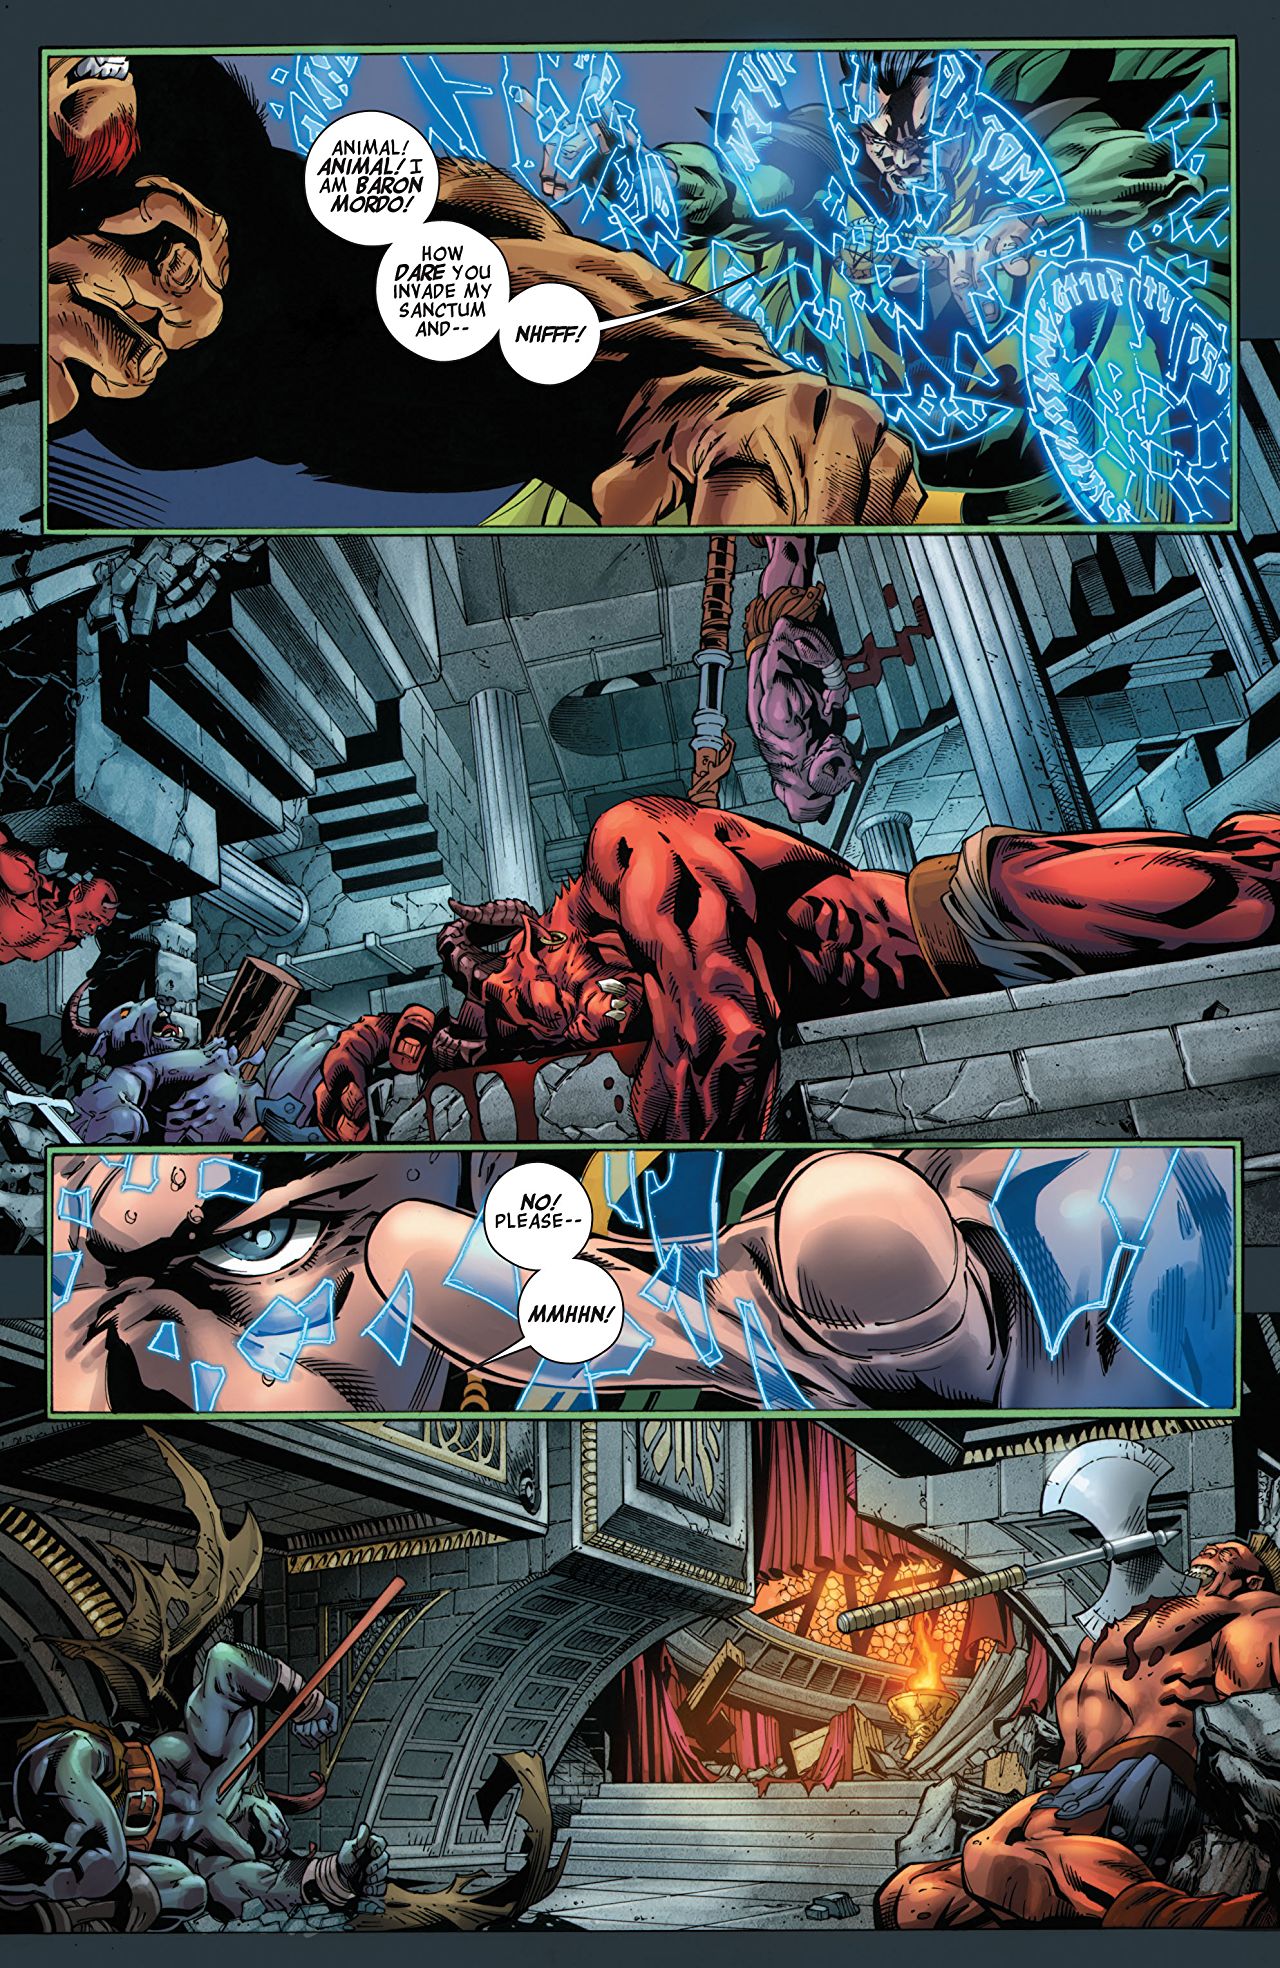 ANIMAL!
ANIMAL! I
AM BARON
MORDO!
HOW
DARE YOU
INVADE MY
SANCTUM
AND--
NHFFF!
NO!
PLEASE--
MMHHN!